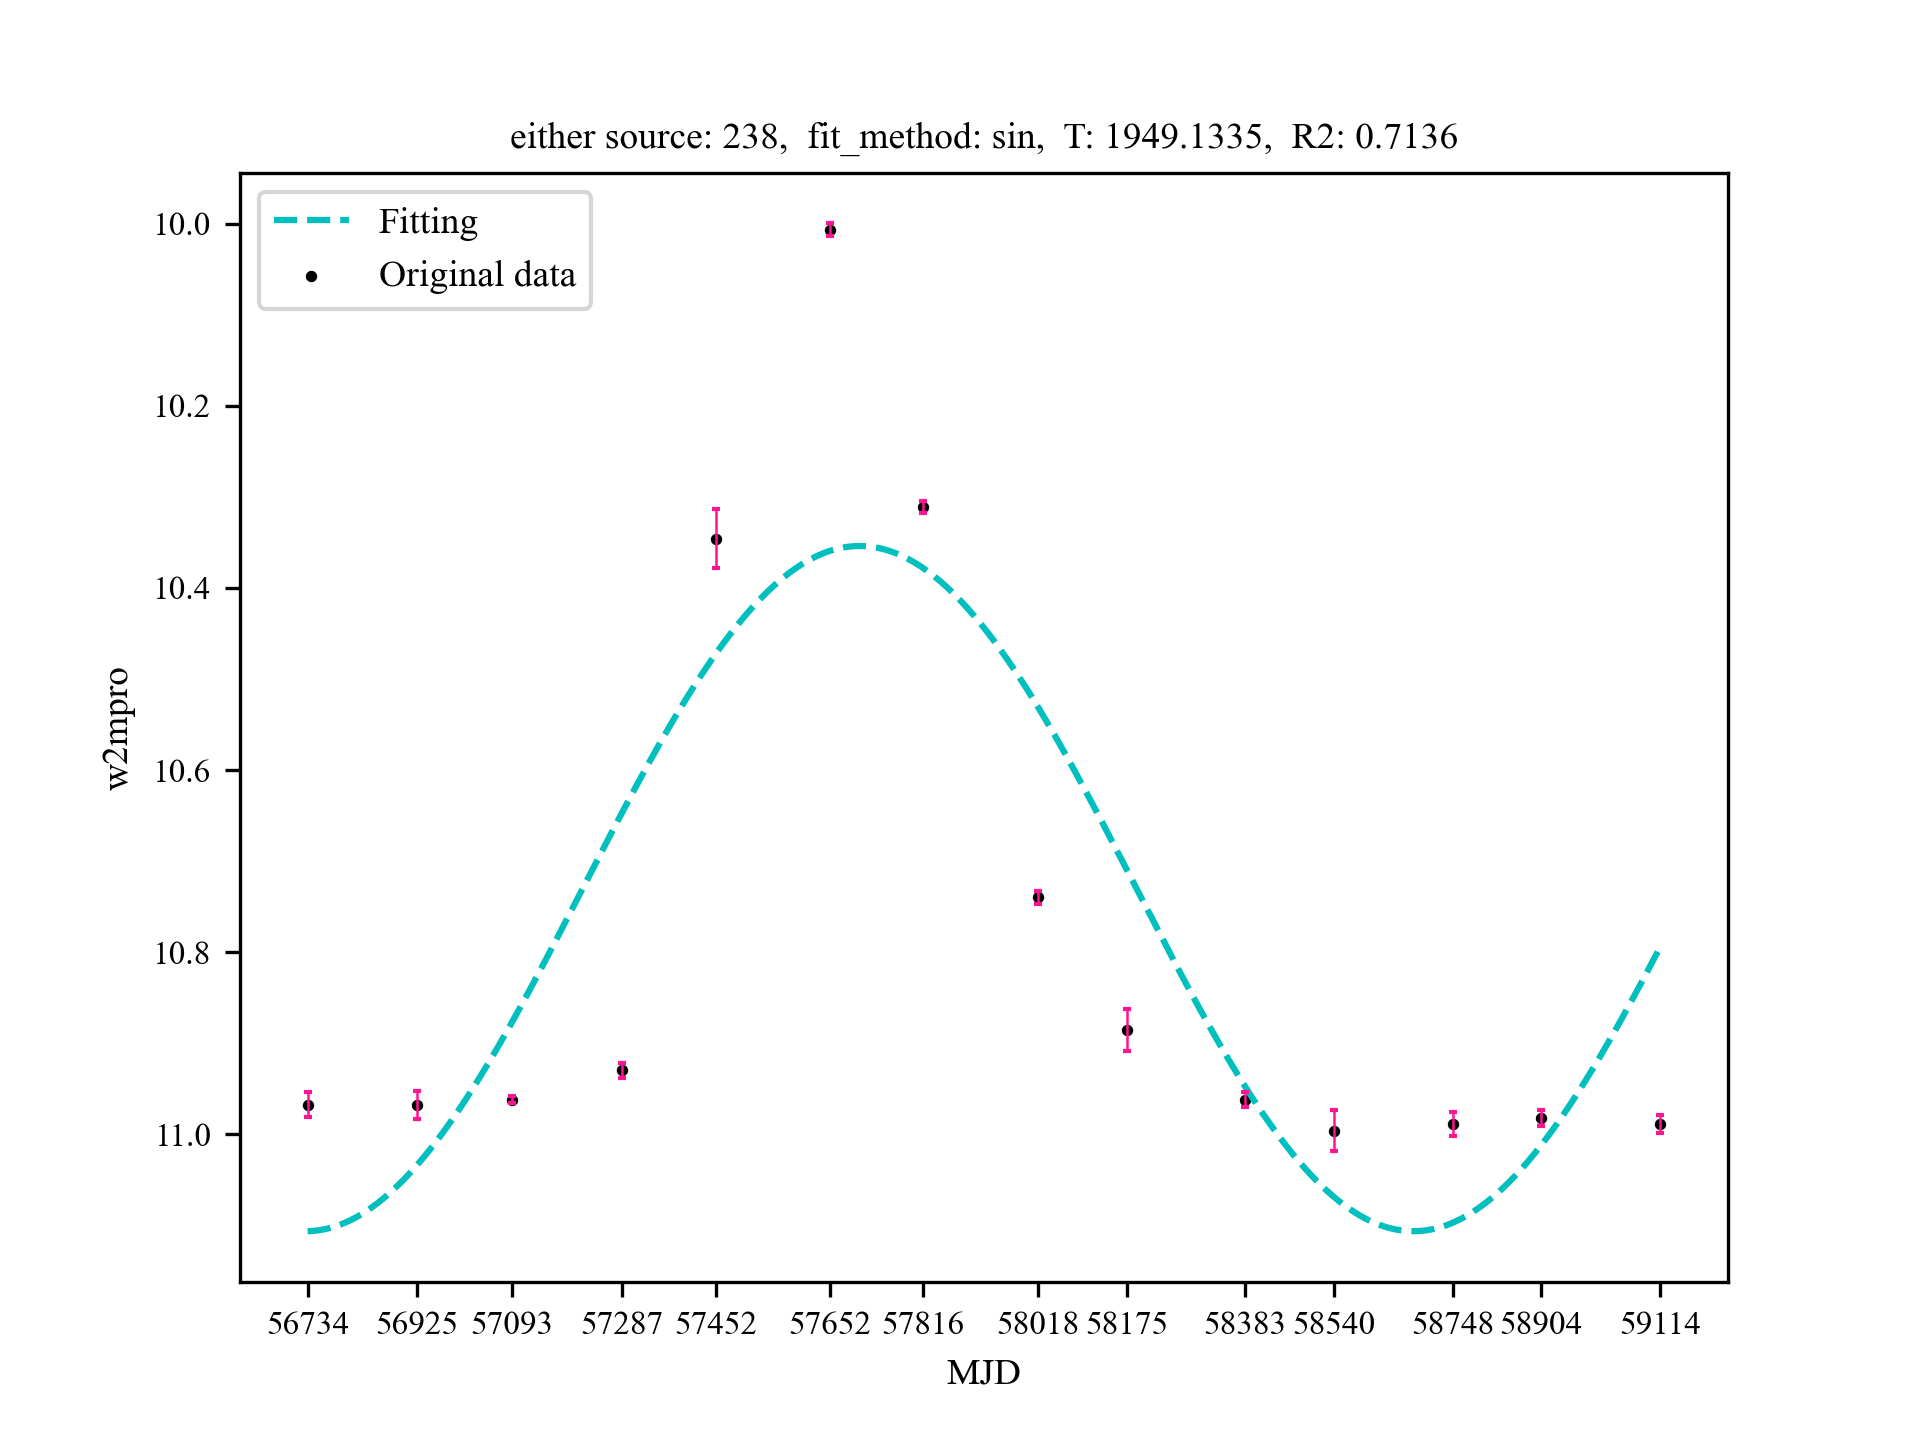 either source: 238,  fit_method: sin,  T: 1949.1335,  R2: 0.7136
Fitting
Original data
10.0
10.2
10.4
10.6
10.8
11.0
w2mpro
56734 56925 57093 57287 57452 57652 57816 58018 58175 58383 58540 58748 58904 59114
MJD